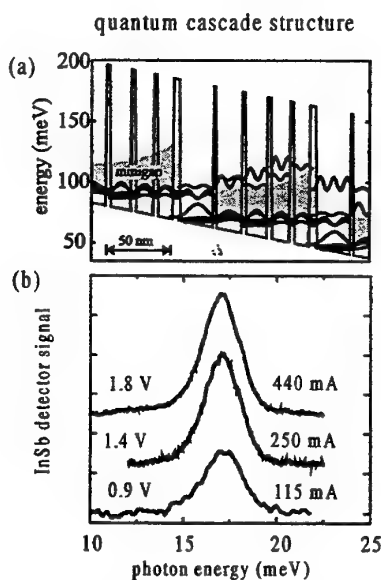 quantum cascade structure
(a)
200
150
100
50
energy (meV)
minigap
50 nm
(b)
InSb detector signal
1.8 V 440 mA
1.4 V 250 mA
0.9 V 115 mA
10 15 20 25
photon energy (meV)